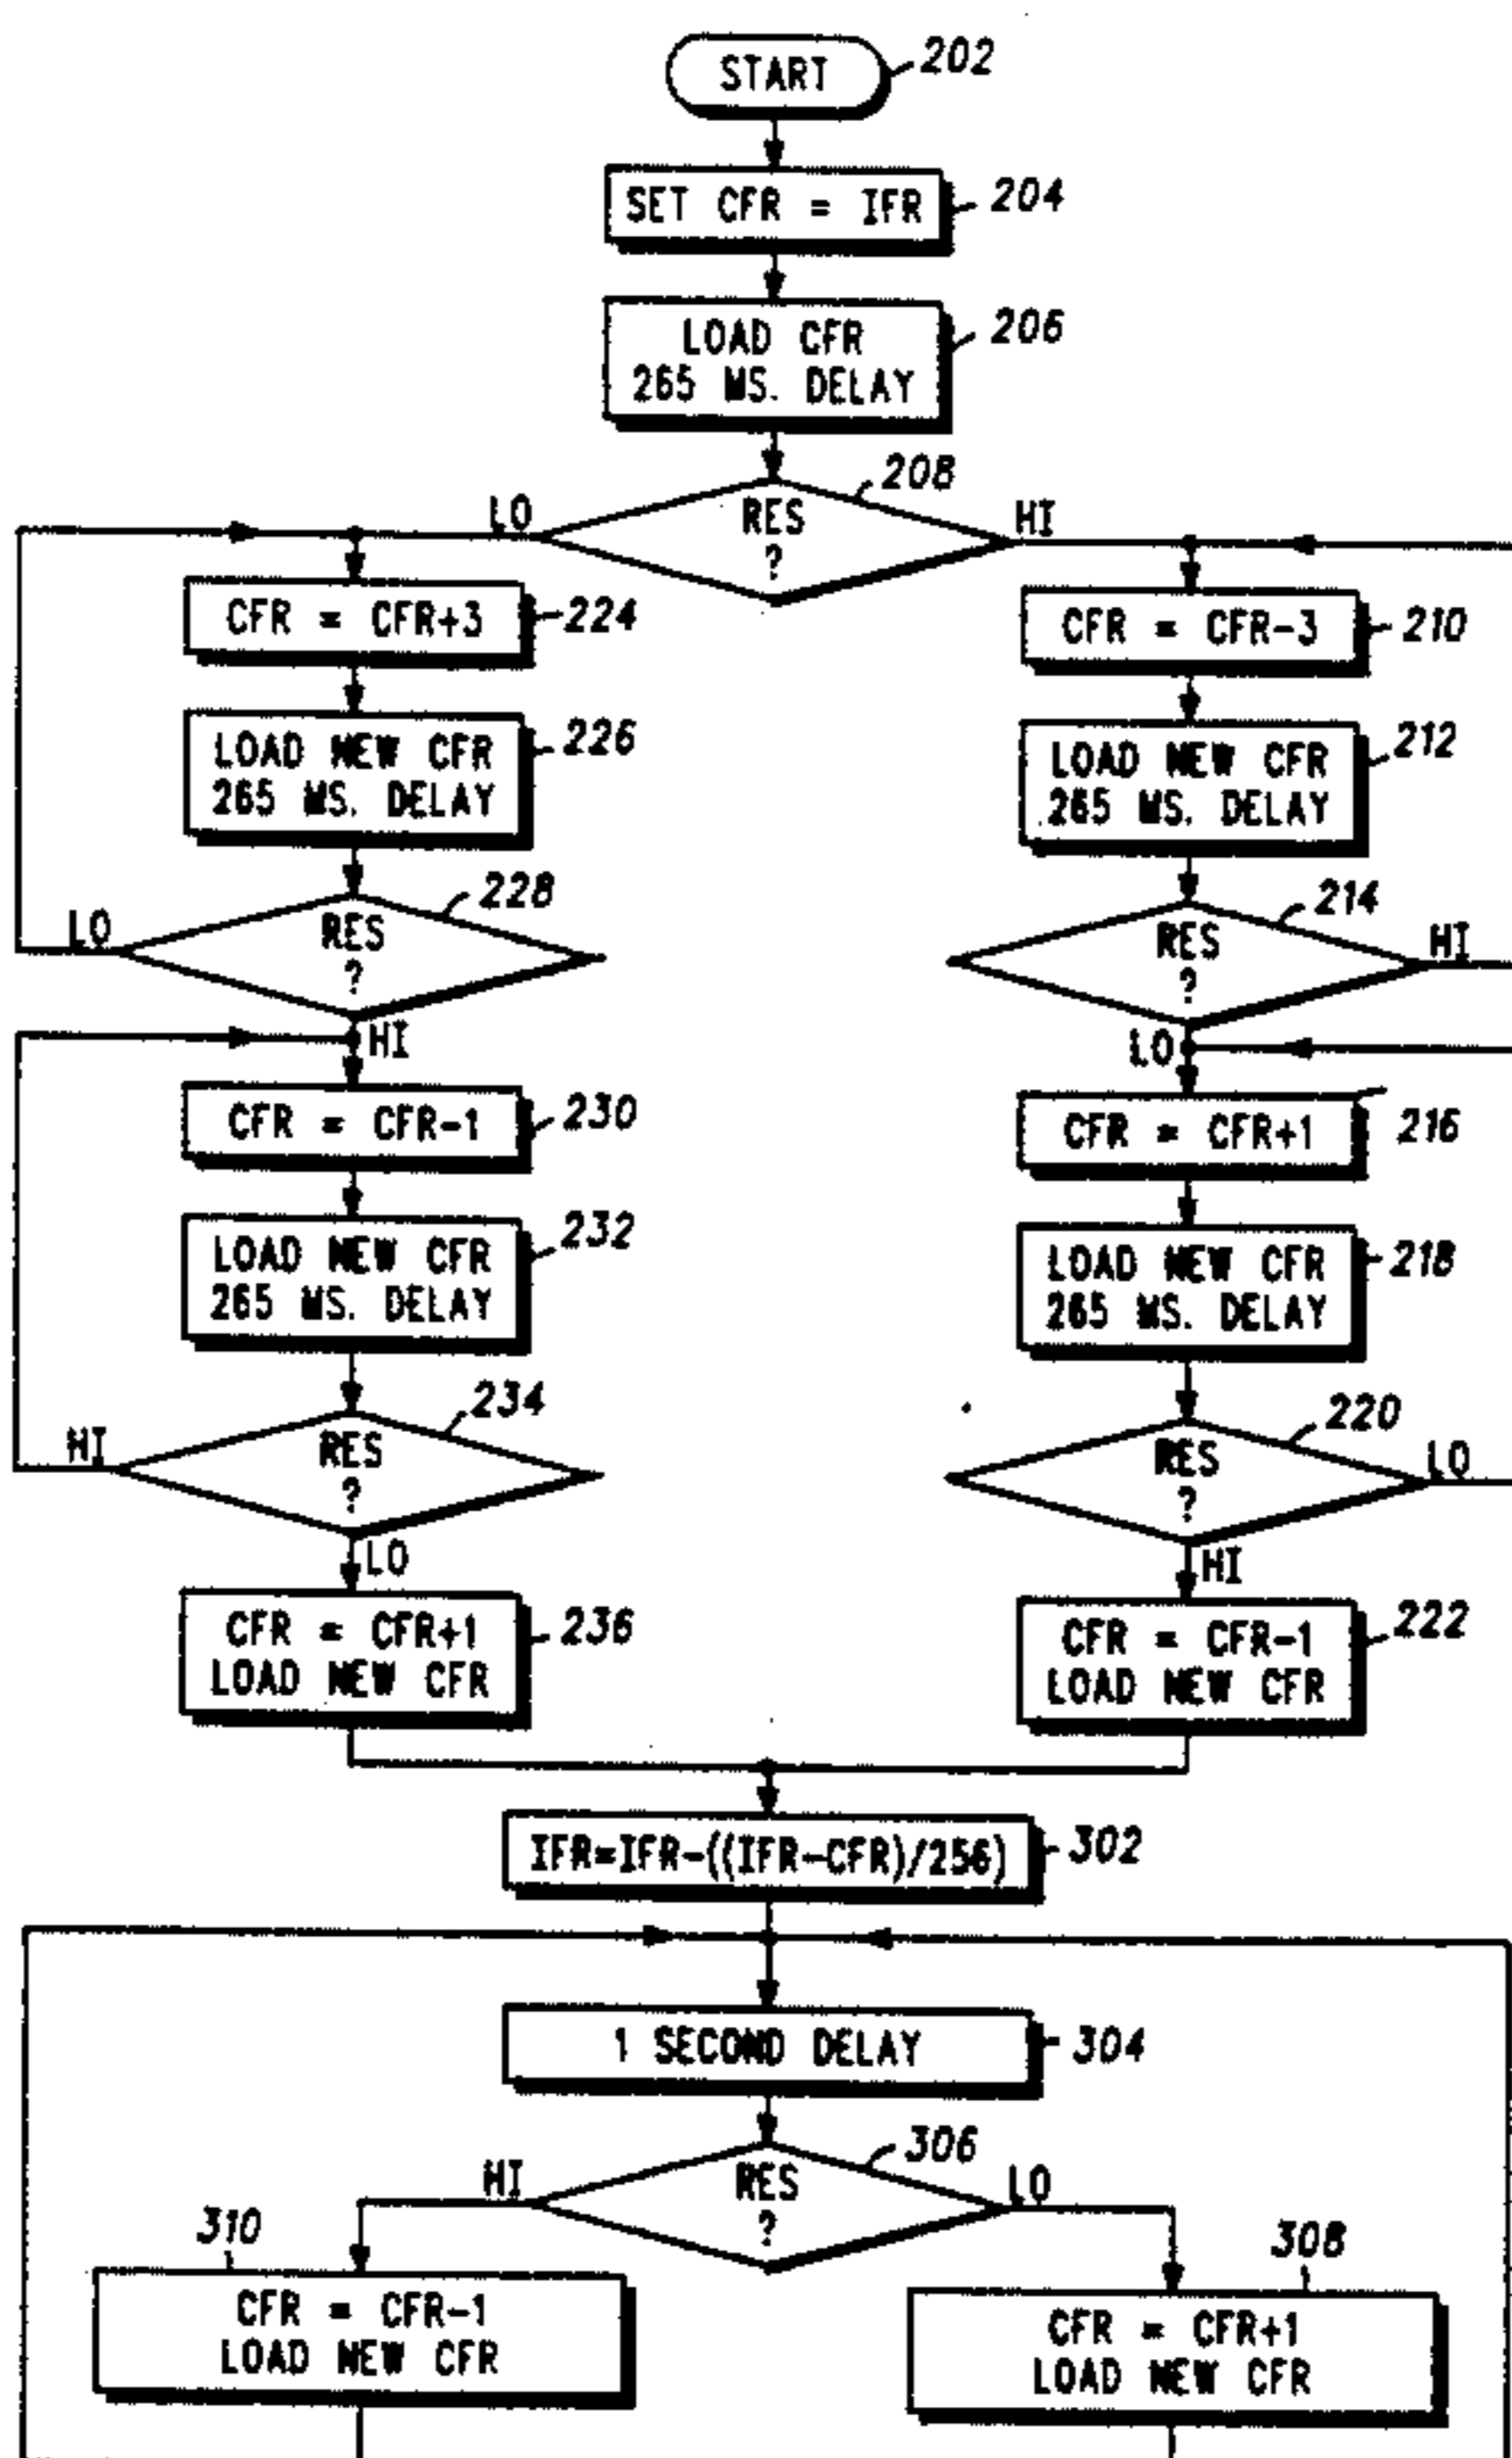 START
202
SET CFR = IFR
204
LOAD CFR
265 MS. DELAY
206
208
LO
RES
?
HI
CFR = CFR+3
224
CFR = CFR-3
210
LOAD NEW CFR
265 MS. DELAY
226
LOAD NEW CFR
265 MS. DELAY
212
228
LO
RES
?
HI
214
RES
?
HI
LO
CFR = CFR-1
230
CFR = CFR+1
216
LOAD NEW CFR
265 MS. DELAY
232
LOAD NEW CFR
265 MS. DELAY
218
234
HI
RES
?
LO
220
RES
?
LO
HI
CFR = CFR+1
LOAD NEW CFR
236
CFR = CFR-1
LOAD NEW CFR
222
IFR=IFR-((IFR-CFR)/256)
302
1 SECOND DELAY
304
306
HI
RES
?
LO
310
CFR = CFR-1
LOAD NEW CFR
308
CFR = CFR+1
LOAD NEW CFR